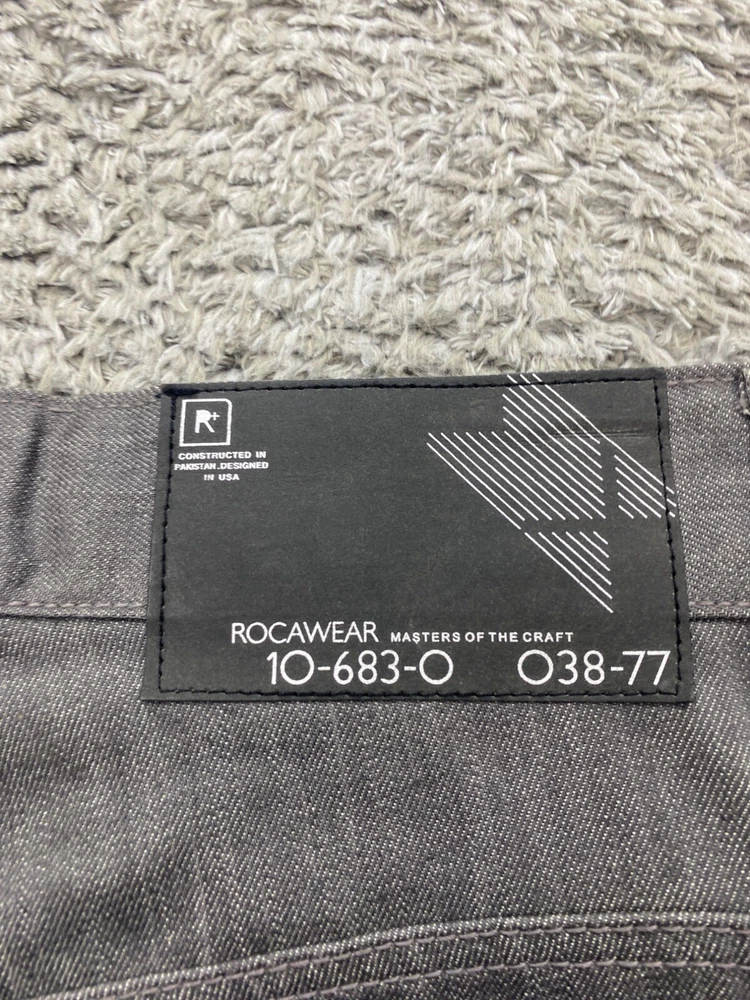 R+
CONSTRUCTED IN
PAKISTAN.DESIGNED
IN USA
ROCAWEAR MASTERS OF THE CRAFT
10-683-0 038-77